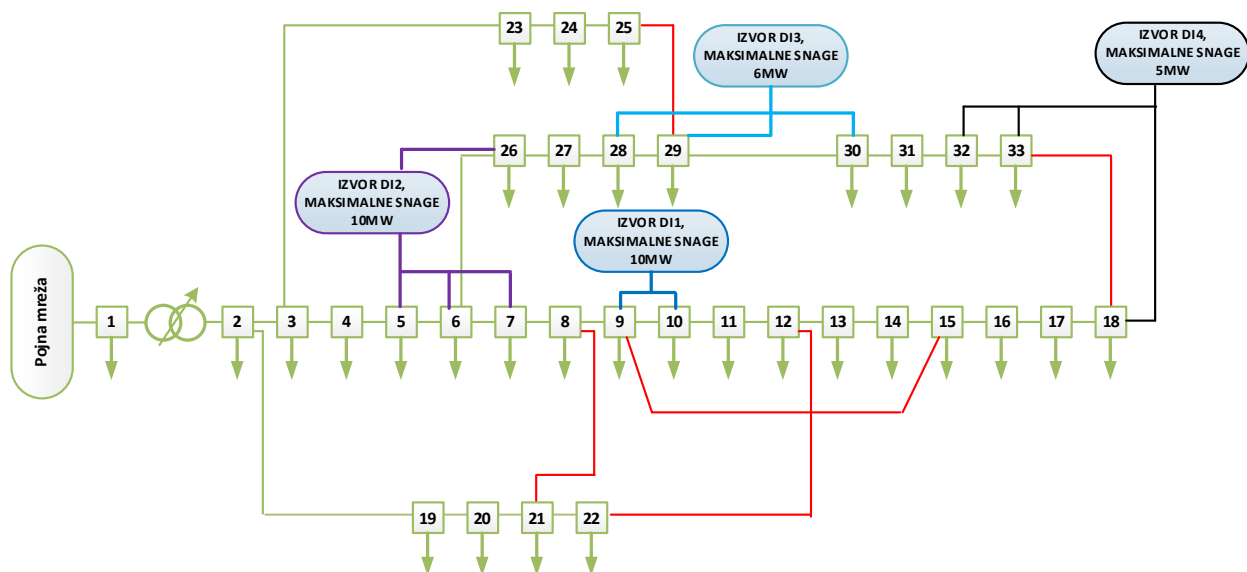 23
24
25
IZVOR DI3,
MAKSIMALNE SNAGE
6MW
IZVOR DI4,
MAKSIMALNE SNAGE
5MW
26
27
28
29
30
31
32
33
IZVOR DI2,
MAKSIMALNE SNAGE
10MW
IZVOR DI1,
MAKSIMALNE SNAGE
10MW
Pojna mreža
1
2
3
4
5
6
7
8
9
10
11
12
13
14
15
16
17
18
19
20
21
22